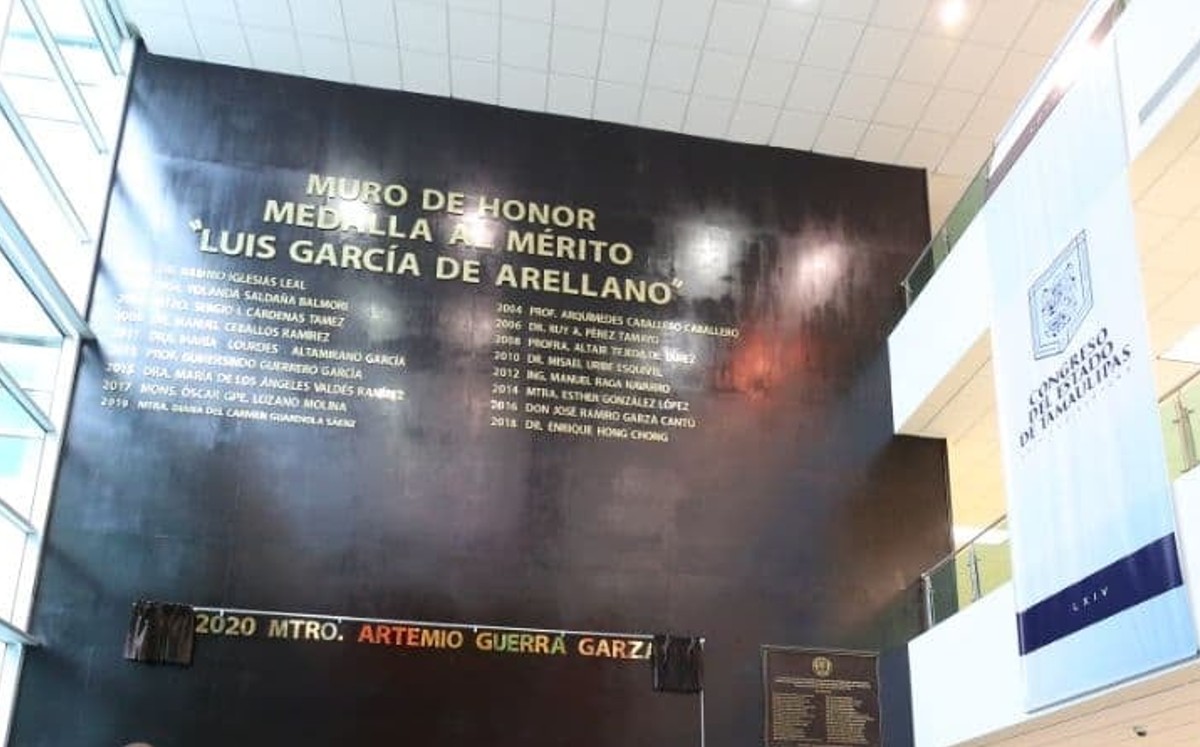 MURO DE HONOR
MEDALLA AL MÉRITO
"LUIS GARCÍA DE ARELLANO"
IGLESIAS LEAL
YOLANDA SALDAÑA BALMORI
MTRO. SERGIO I. CÁRDENAS TAMEZ
DR. MANUEL CEBALLOS RAMÍREZ
MARÍA LOURDES ALTAMIRANO GARCÍA
PROF. GUMERSINDO GUERRERO GARCÍA
DRA. MARÍA DE LOS ÁNGELES VALDÉS RAMÍREZ
2017 MONS. ÓSCAR GPE. LOZANO MOLINA
2019 MTRA. DIANA DEL CARMEN GUARDIOLA SÁENZ
2004 PROF. ARQUÍMEDES CABALLERO CABALLERO
2006 DR. RUY A. PÉREZ TAMAYO
2008 PROFRA. ALTAIR TEJEDA DE
2010 DR. MISAEL URIBE ESQUIVEL
2012 ING. MANUEL RAGA NAVARRO
2014 MTRA. ESTHER GONZÁLEZ LÓPEZ
2016 DON JOSÉ RAMIRO GARZA CANTÚ
2018 DR. ENRIQUE HONG CHONG
2020 MTRO. ARTEMIO GUERRA GARZA
CONGRESO
DEL ESTADO
DE TAMAULIPAS
LXIV